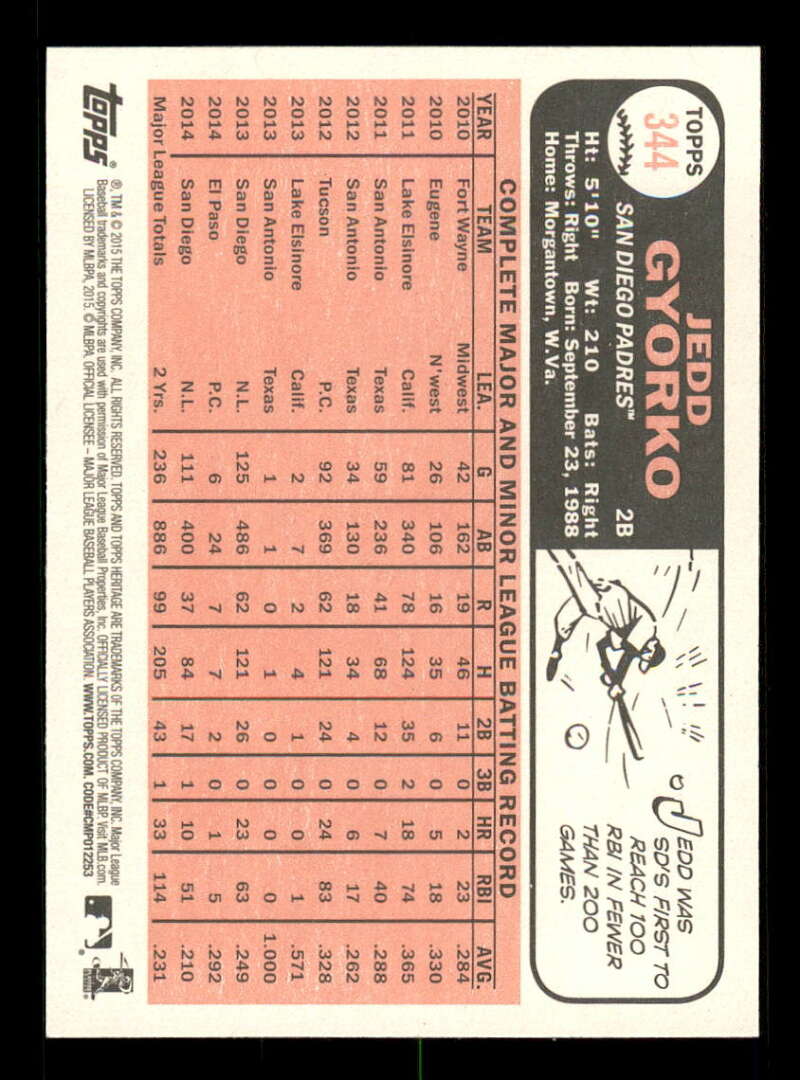 TOPPS
344
JEDD
GYORKO
SAN DIEGO PADRES™ 2B
Ht: 5'10" Wt: 210 Bats: Right
Throws: Right Born: September 23, 1988
Home: Morgantown, W.Va.
JEDD WAS
SD'S FIRST TO
REACH 100
RBI IN FEWER
THAN 200
GAMES.
COMPLETE MAJOR AND MINOR LEAGUE BATTING RECORD
YEAR TEAM LEA. G AB R H 2B 3B HR RBI AVG.
2010 Fort Wayne Midwest 42 162 19 46 11 0 2 23 .284
2010 Eugene N'west 26 106 16 35 6 0 5 18 .330
2011 Lake Elsinore Calif. 81 340 78 124 35 2 18 74 .365
2011 San Antonio Texas 59 236 41 68 12 0 7 40 .288
2012 San Antonio Texas 34 130 18 34 4 0 6 17 .262
2012 Tucson P.C. 92 369 62 121 24 0 24 83 .328
2013 Lake Elsinore Calif. 2 7 2 4 1 0 0 1 .571
2013 San Antonio Texas 1 1 0 1 0 0 0 0 1.000
2013 San Diego N.L. 125 486 62 121 26 0 23 63 .249
2014 El Paso P.C. 6 24 7 7 2 0 1 5 .292
2014 San Diego N.L. 111 400 37 84 17 1 10 51 .210
Major League Totals 2 Yrs. 236 886 99 205 43 1 33 114 .231
topps®
®, TM & © 2015 THE TOPPS COMPANY, INC. ALL RIGHTS RESERVED. TOPPS AND TOPPS HERITAGE ARE TRADEMARKS OF THE TOPPS COMPANY, INC. Major League
Baseball trademarks and copyrights are used with permission of Major League Baseball Properties, Inc. OFFICIALLY LICENSED PRODUCT OF MLBP. Visit MLB.com.
LICENSED BY MLBPA, 2015. © MLBPA, OFFICIAL LICENSEE – MAJOR LEAGUE BASEBALL PLAYERS ASSOCIATION. WWW.TOPPS.COM. CODE#CMP012253